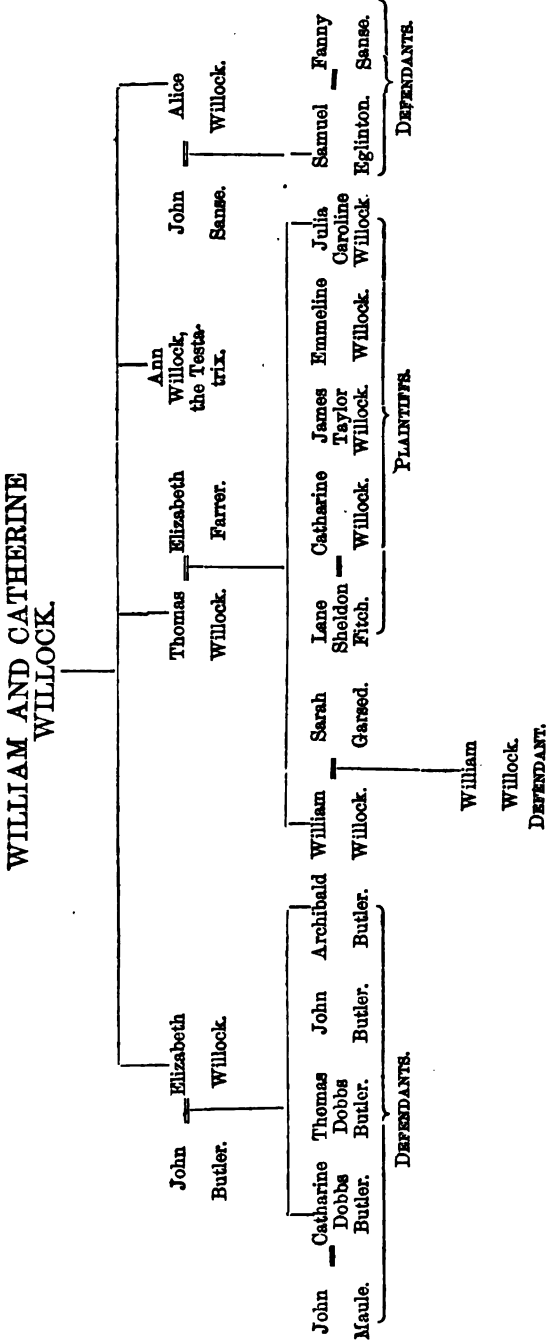 WILLIAM AND CATHERINE
WILLOCK.
John
Butler.
Elizabeth
Willock.
Thomas
Willock.
Elizabeth
Farrer.
Ann
Willock,
the Testa-
trix.
John
Sanse.
Alice
Willock.
John
Maule.
Catharine
Dobbs
Butler.
Thomas
Dobbs
Butler.
John
Butler.
Archibald
Butler.
DEFENDANTS.
William
Willock.
Sarah
Garsed.
Lane
Sheldon
Fitch.
Catharine
Willock.
James
Taylor
Willock.
Emmeline
Willock.
Julia
Caroline
Willock.
PLAINTIFFS.
Samuel
Eglinton.
Fanny
Sanse.
DEFENDANTS.
William
Willock.
DEFENDANT.